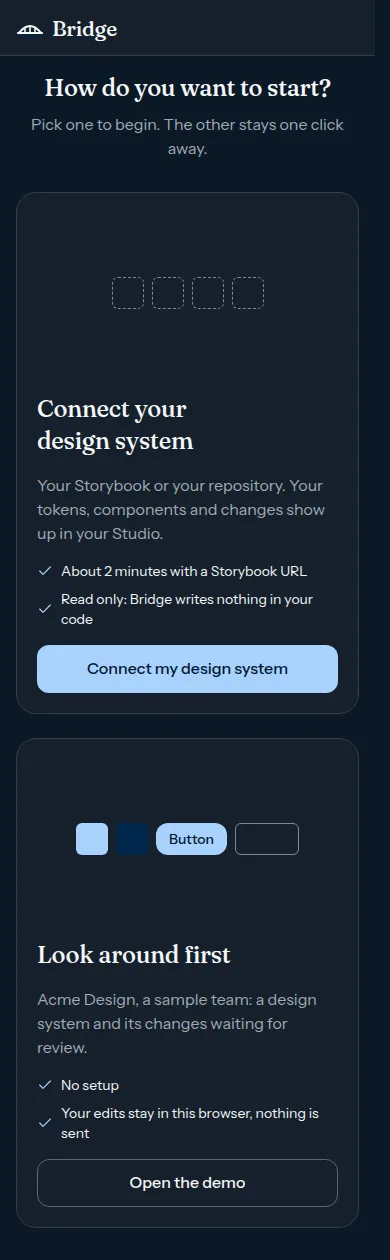 Bridge
How do you want to start?
Pick one to begin. The other stays one click
away.
Connect your
design system
Your Storybook or your repository. Your
tokens, components and changes show
up in your Studio.
About 2 minutes with a Storybook URL
Read only: Bridge writes nothing in your
code
Connect my design system
Button
Look around first
Acme Design, a sample team: a design
system and its changes waiting for
review.
No setup
Your edits stay in this browser, nothing is
sent
Open the demo